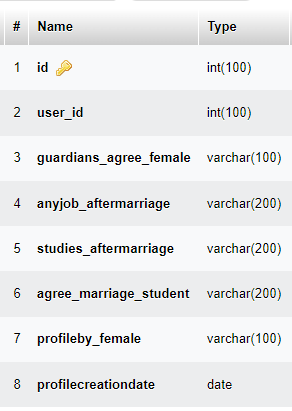 # Name Type
1 id int(100)
2 user_id int(100)
3 guardians_agree_female varchar(100)
4 anyjob_aftermarriage varchar(200)
5 studies_aftermarriage varchar(200)
6 agree_marriage_student varchar(200)
7 profileby_female varchar(100)
8 profilecreationdate date